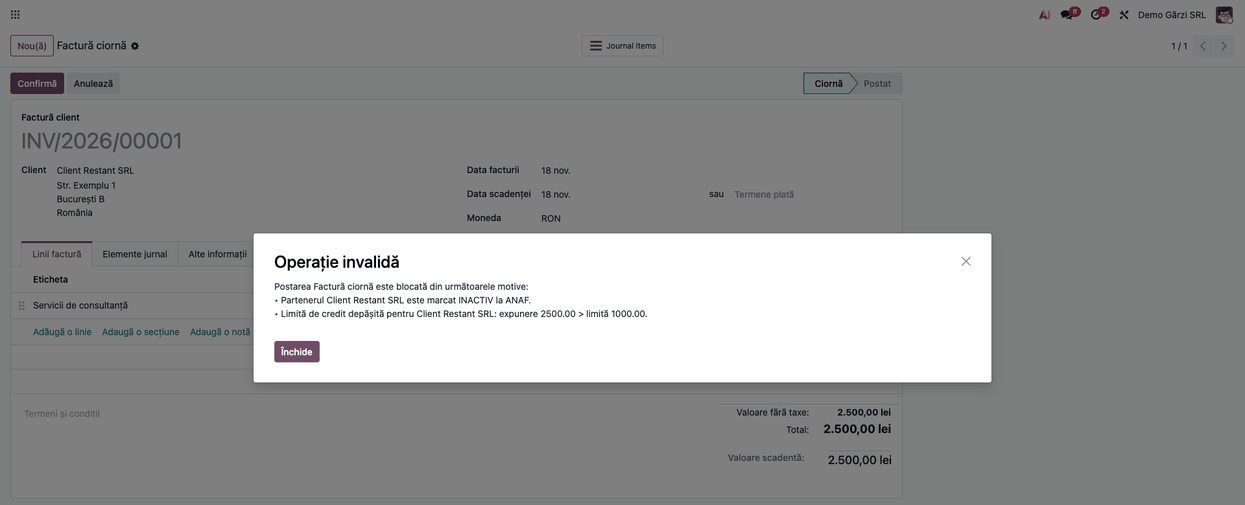 9
2
Demo Gărzi SRL
Nou(ă)
Factură ciornă
Journal Items
1 / 1
Confirmă
Anulează
Ciornă
Postat
Factură client
INV/2026/00001
Client
Client Restant SRL
Str. Exemplu 1
București B
România
Data facturii
18 nov.
Data scadenței
18 nov.
sau
Termene plată
Moneda
RON
Linii factură
Elemente jurnal
Alte informații
Eticheta
Servicii de consultanță
Adăugă o linie
Adaugă o secțiune
Adaugă o notă
Operație invalidă
Postarea Factură ciornă este blocată din următoarele motive:
• Partenerul Client Restant SRL este marcat INACTIV la ANAF.
• Limită de credit depășită pentru Client Restant SRL: expunere 2500.00 > limită 1000.00.
Închide
Termeni și condiții
Valoare fără taxe: 2.500,00 lei
Total: 2.500,00 lei
Valoare scadentă: 2.500,00 lei